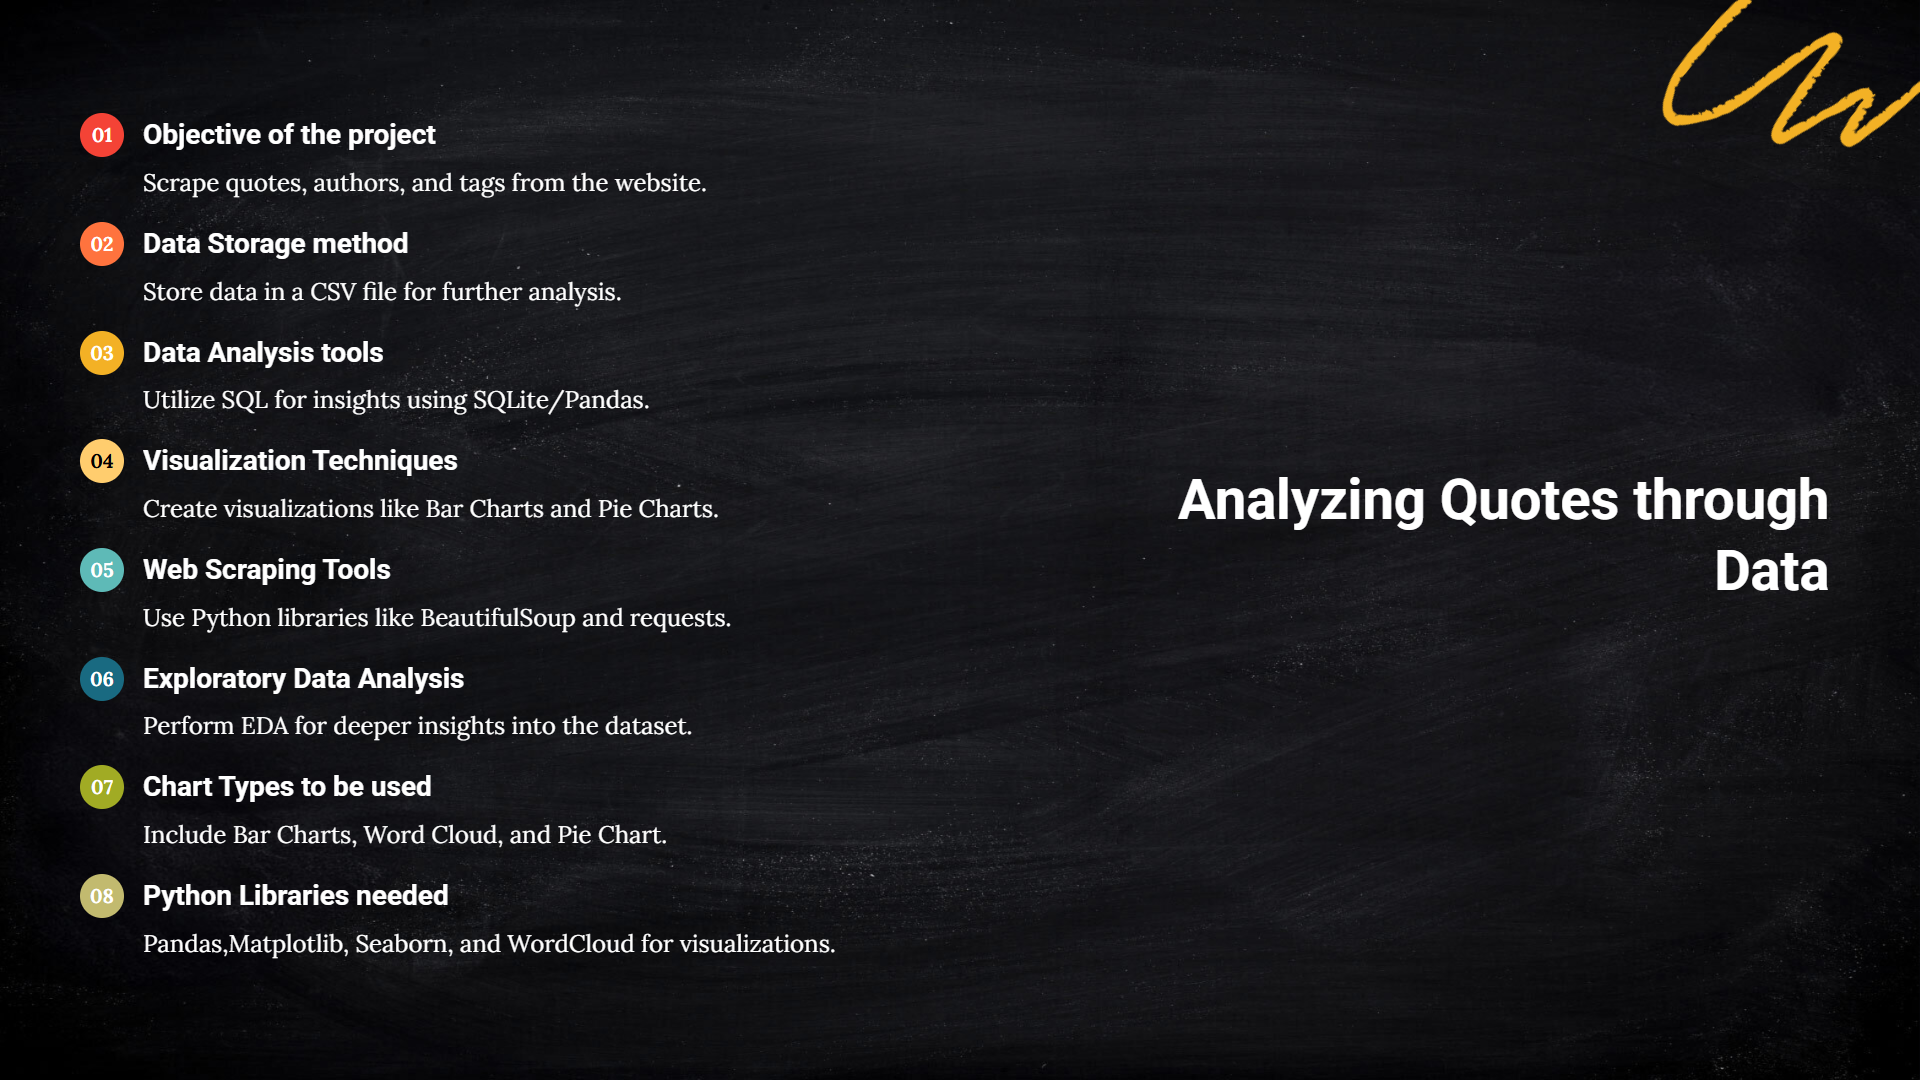 01 Objective of the project
Scrape quotes, authors, and tags from the website.
02 Data Storage method
Store data in a CSV file for further analysis.
03 Data Analysis tools
Utilize SQL for insights using SQLite/Pandas.
04 Visualization Techniques
Create visualizations like Bar Charts and Pie Charts.
05 Web Scraping Tools
Use Python libraries like BeautifulSoup and requests.
06 Exploratory Data Analysis
Perform EDA for deeper insights into the dataset.
07 Chart Types to be used
Include Bar Charts, Word Cloud, and Pie Chart.
08 Python Libraries needed
Pandas,Matplotlib, Seaborn, and WordCloud for visualizations.
Analyzing Quotes through
Data